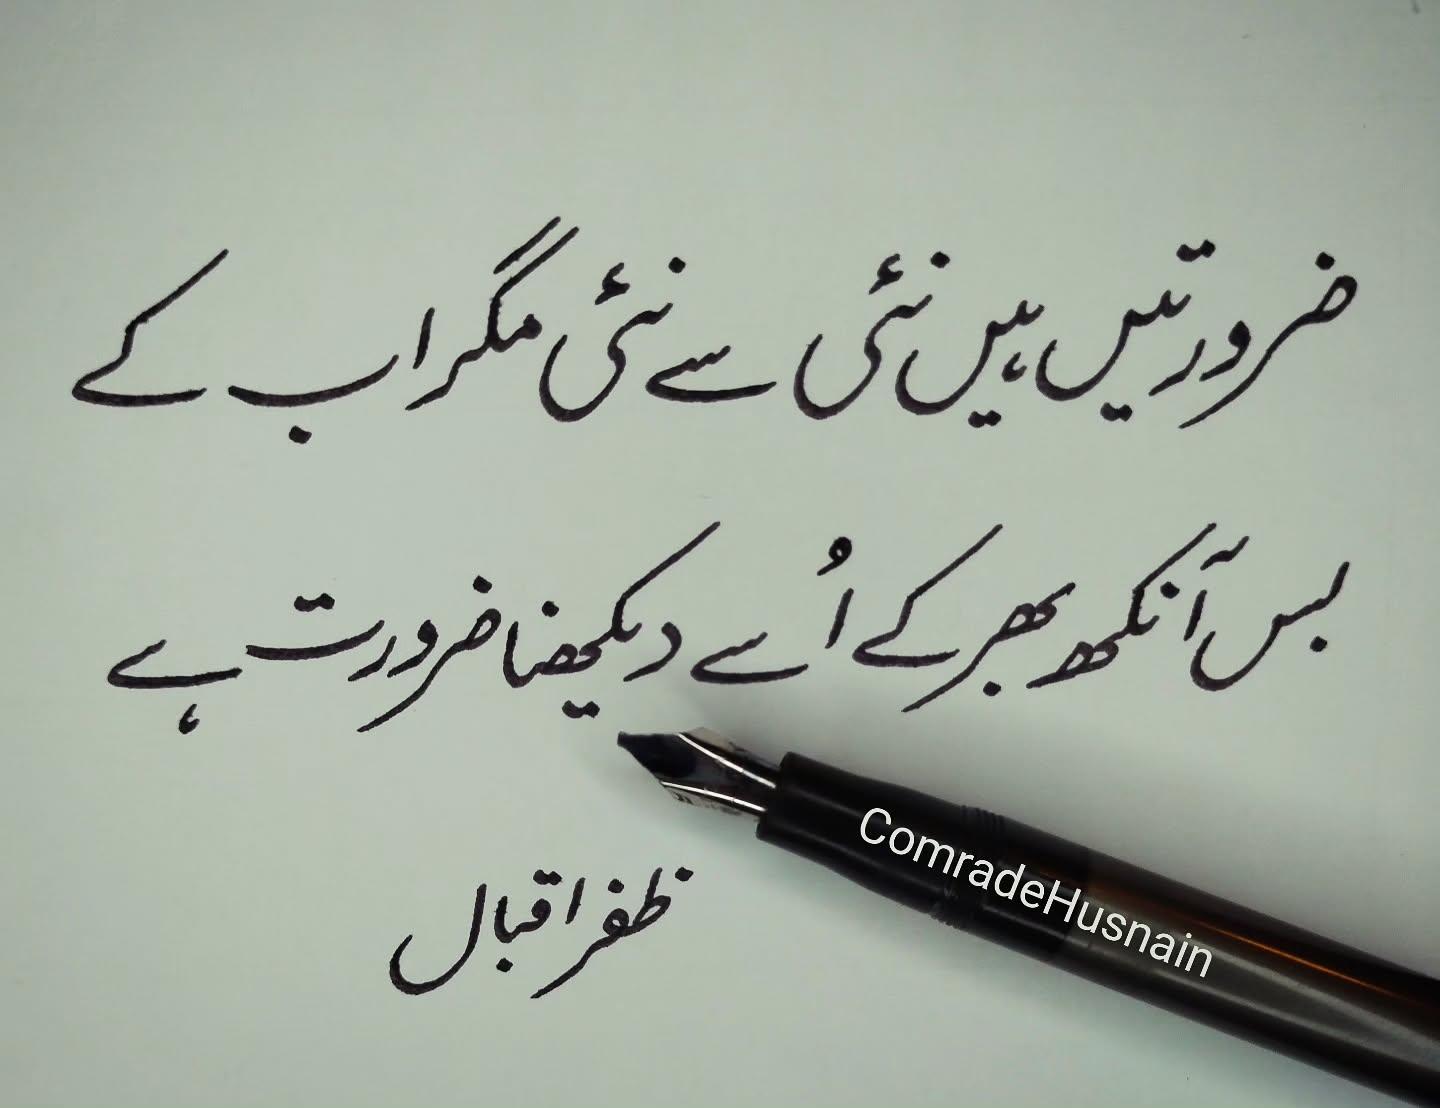 ضرورتیں ہیں نئی سے نئی مگر اب کے
بس آنکھ بھر کے اُسے دیکھنا ضرورت ہے
ظفر اقبال
ComradeHusnain